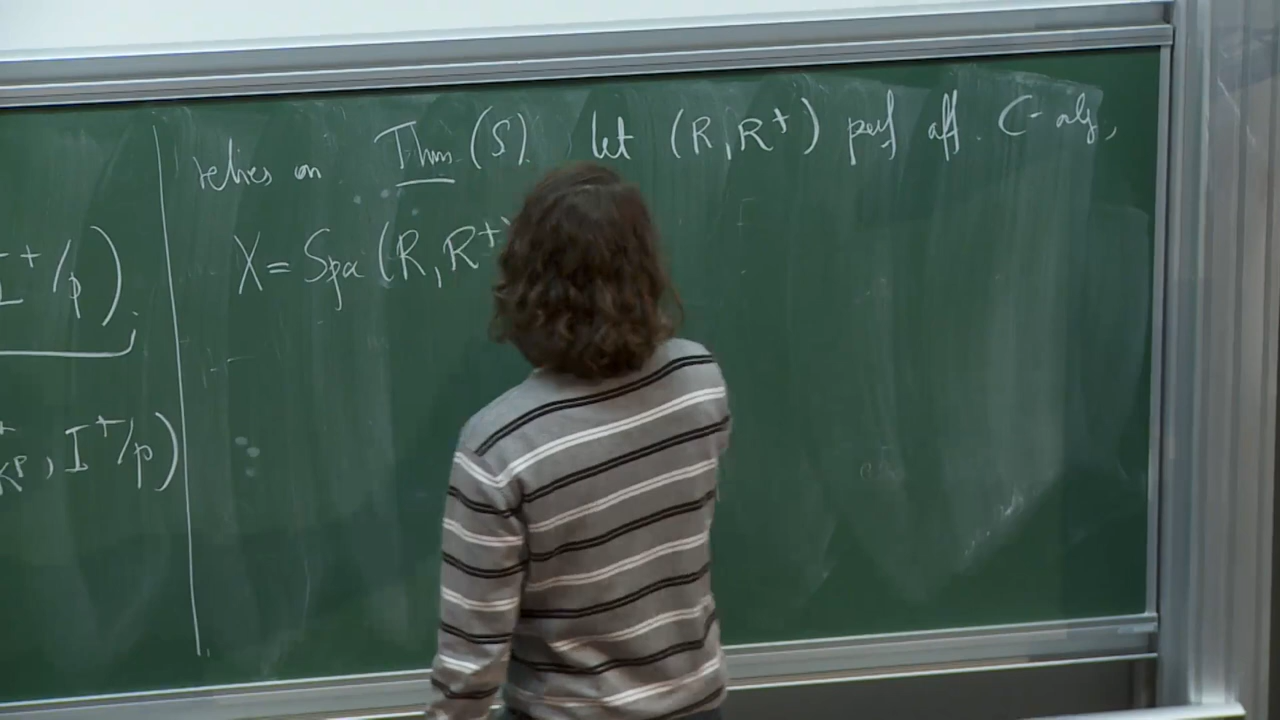 relies on Thm (S). Let (R, R⁺) perf aff. C-alg,
X = Spa (R, R⁺)
I⁺/p).
K^p, I⁺/p)